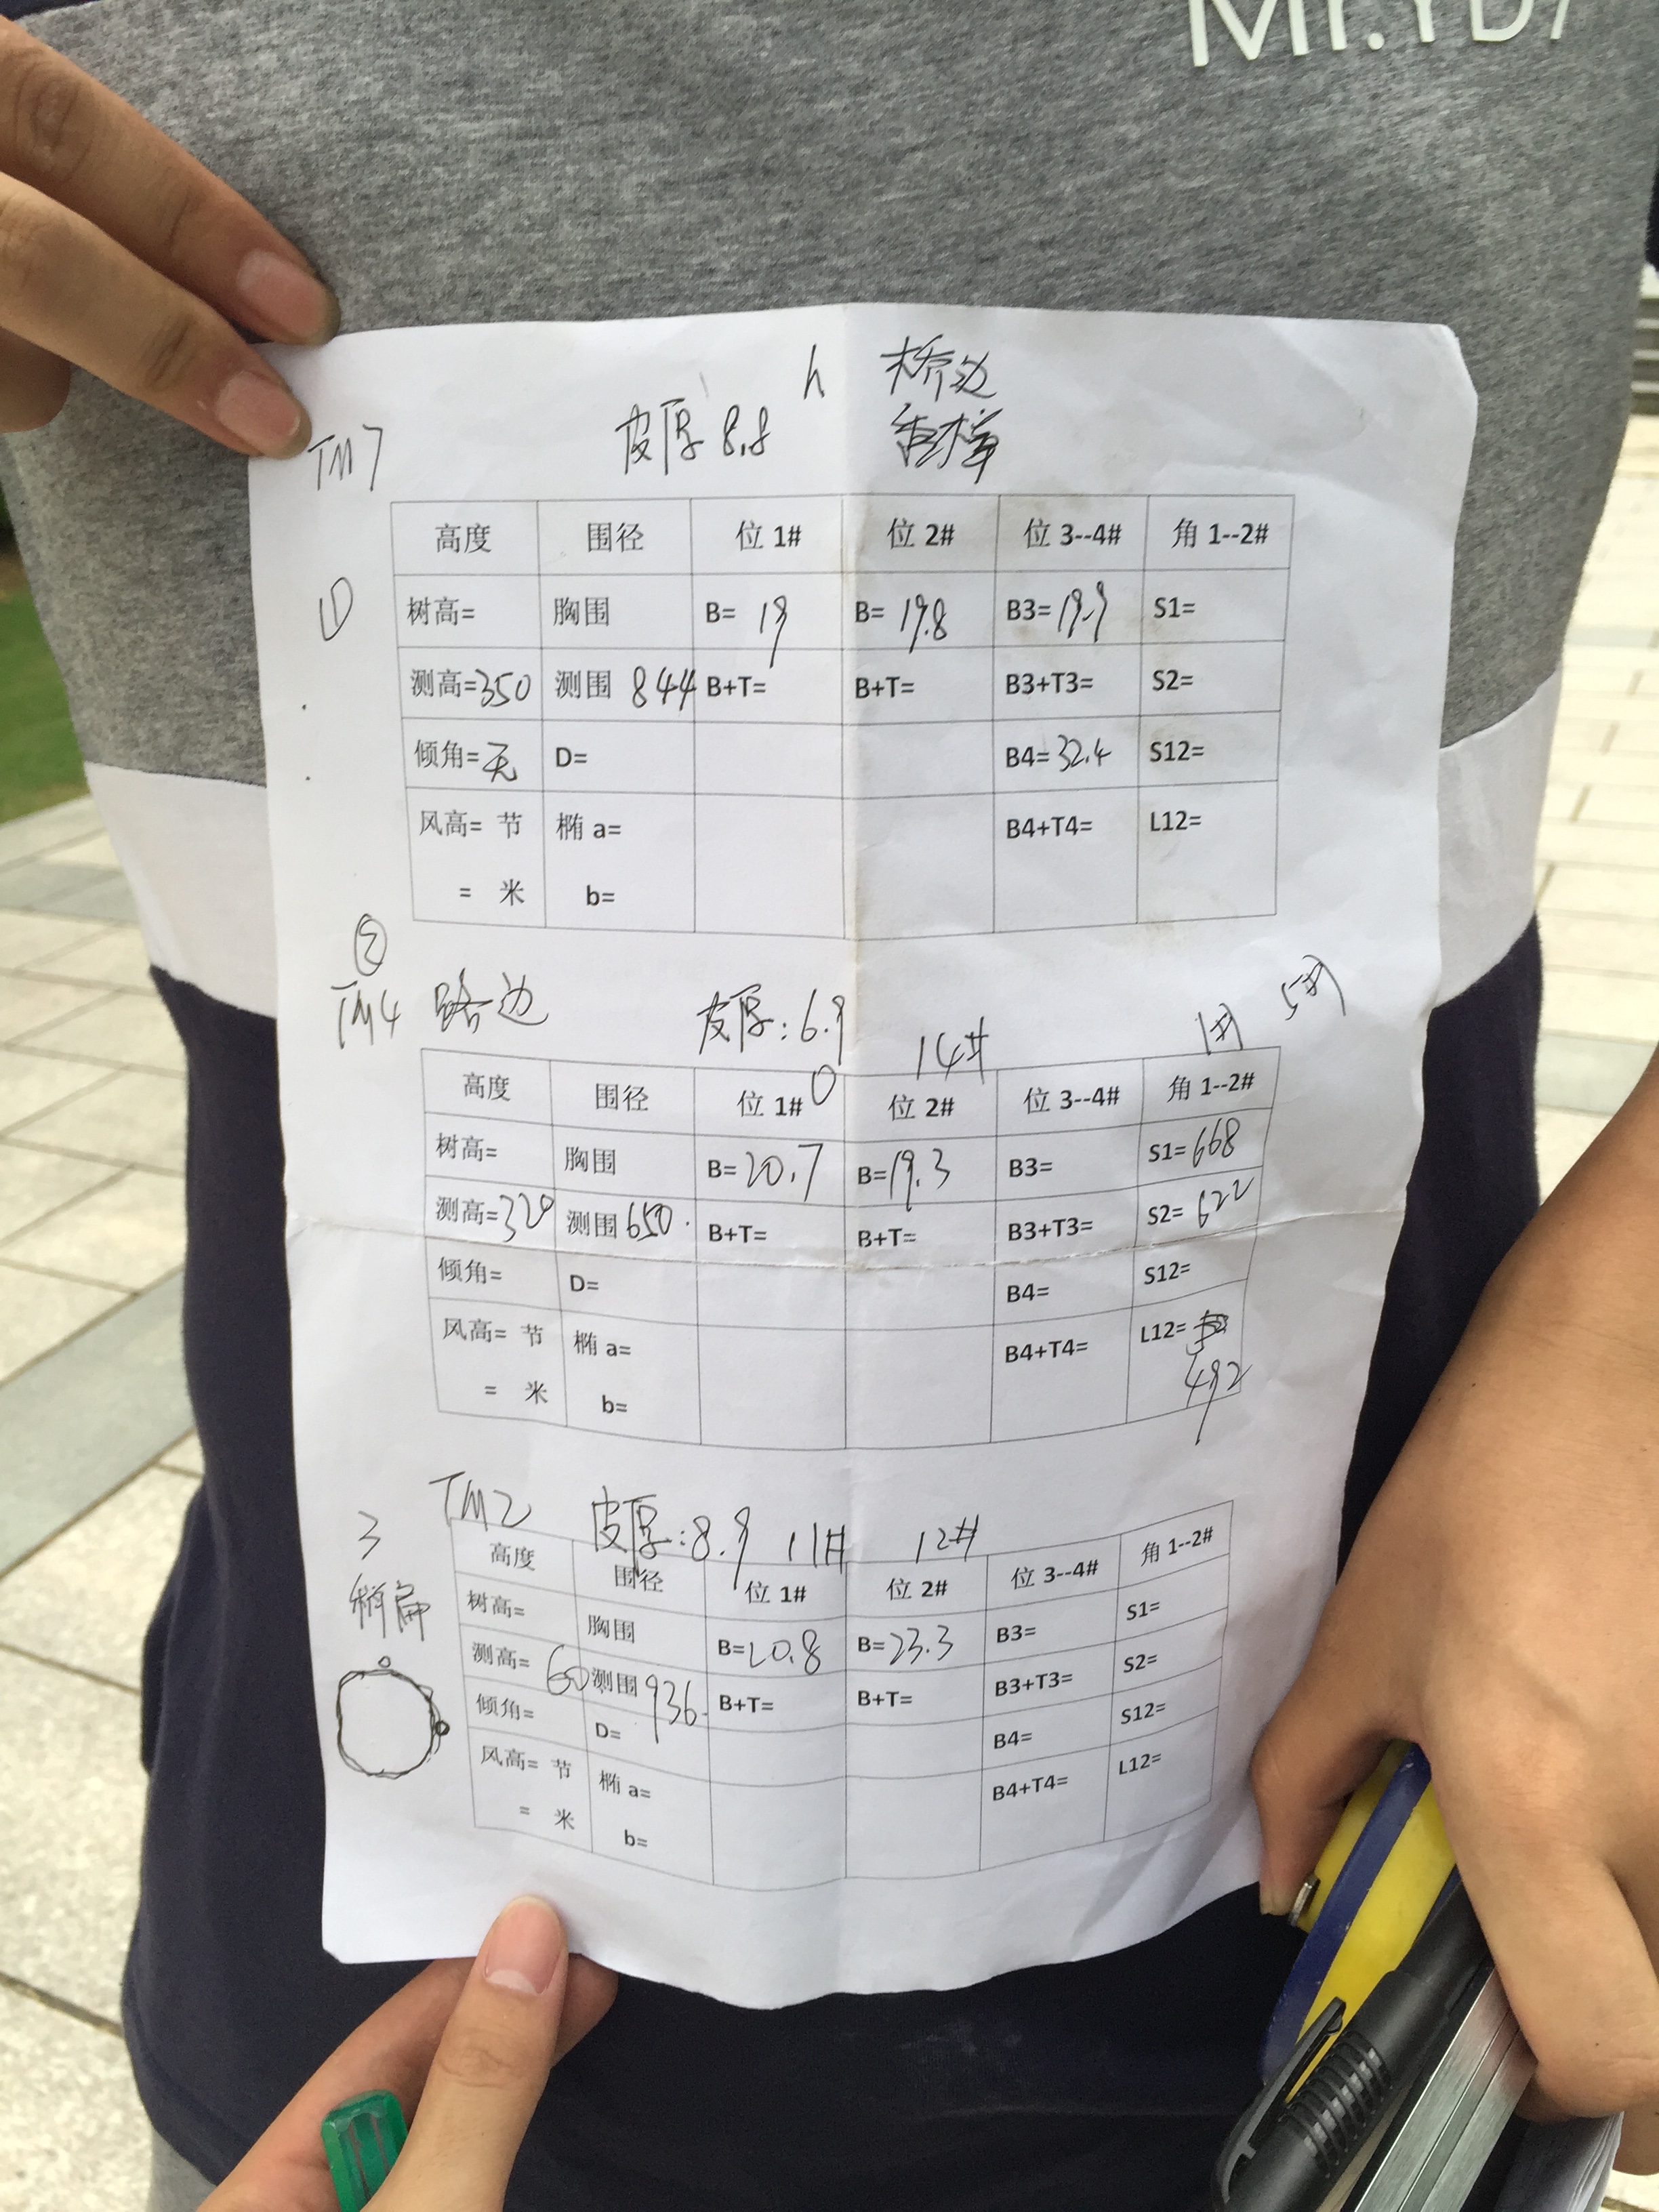 Mr.YD7
h 桥边
TM7 皮厚 8.8 香樟
①
高度 围径 位 1# 位 2# 位 3--4# 角 1--2#
树高= 胸围 B= 19 B= 19.8 B3= 19.9 S1=
测高=350 测围 844 B+T= B+T= B3+T3= S2=
倾角=无 D= B4=32.4 S12=
风高= 节 椭 a= B4+T4= L12=
= 米 b=
②
TM4 路边 皮厚:6.9 14# 1# 5#
高度 围径 位 1# 0 位 2# 位 3--4# 角 1--2#
树高= 胸围 B=20.7 B=19.3 B3= S1=668
测高=320 测围 650. B+T= B+T= B3+T3= S2= 622
倾角= D= B4= S12=
风高= 节 椭 a= B4+T4= L12=
= 米 b= 492
TM2 皮厚:8.9 11# 12#
3
稍扁
高度 围径 位 1# 位 2# 位 3--4# 角 1--2#
树高= 胸围 B=20.8 B=23.3 B3= S1=
测高= 60 测围 936. B+T= B+T= B3+T3= S2=
倾角= D= B4= S12=
风高= 节 椭 a= B4+T4= L12=
= 米 b=